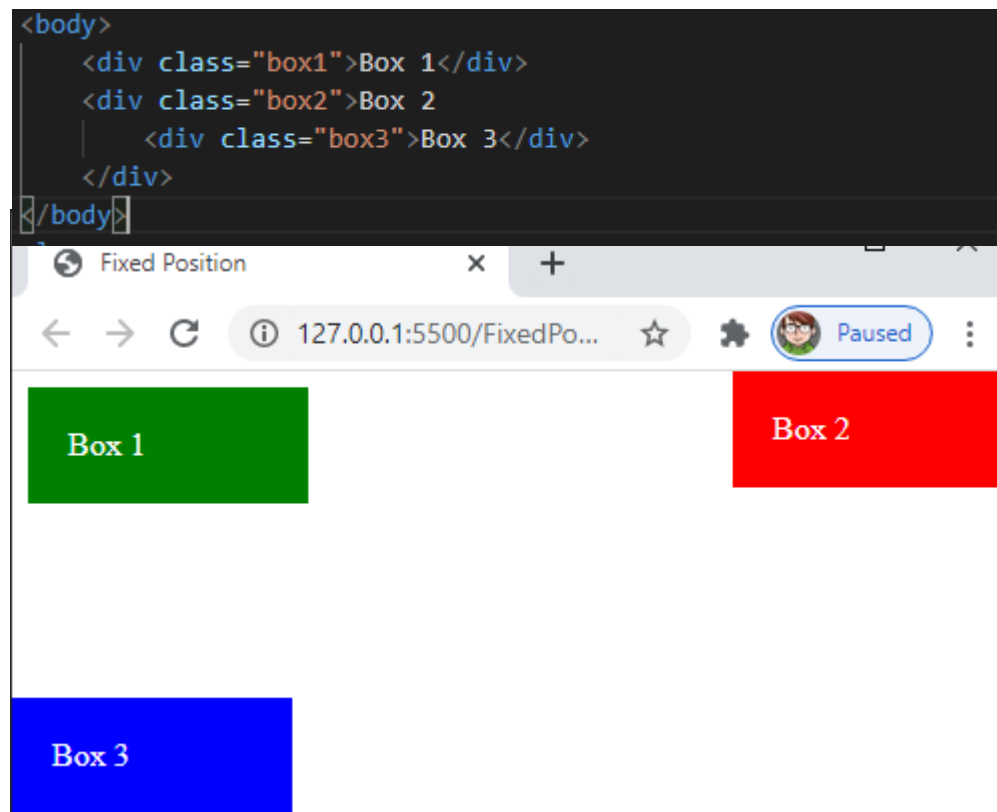 <body>
<div class="box1">Box 1</div>
<div class="box2">Box 2
<div class="box3">Box 3</div>
</div>
</body>
Fixed Position
127.0.0.1:5500/FixedPo...
Paused
Box 1
Box 2
Box 3